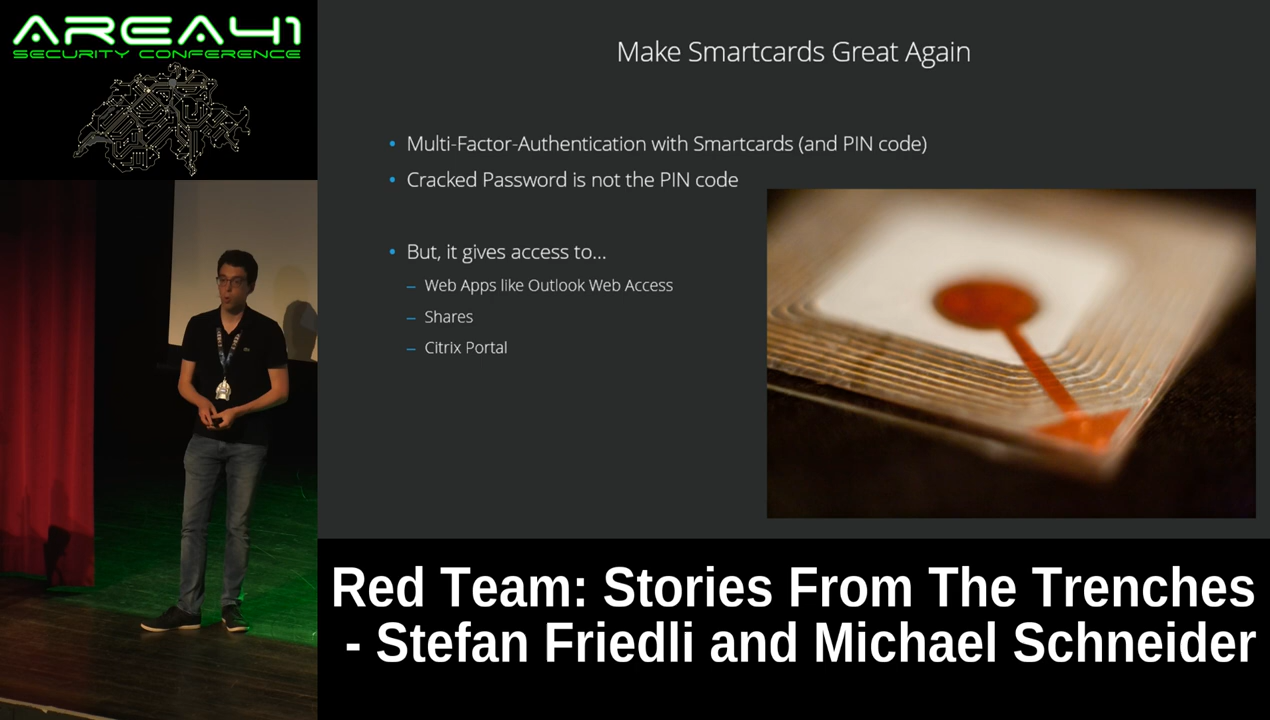 AREA41
SECURITY CONFERENCE
Make Smartcards Great Again
• Multi-Factor-Authentication with Smartcards (and PIN code)
• Cracked Password is not the PIN code
• But, it gives access to...
– Web Apps like Outlook Web Access
– Shares
– Citrix Portal
Red Team: Stories From The Trenches
- Stefan Friedli and Michael Schneider